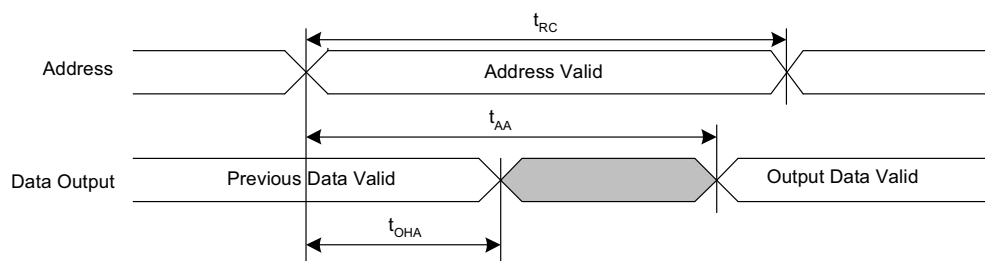 tRC
Address
Address Valid
tAA
Data Output
Previous Data Valid
Output Data Valid
tOHA